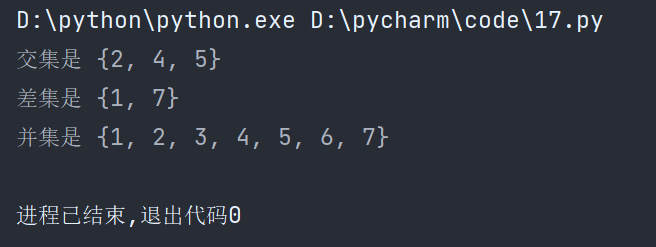 D:\python\python.exe D:\pycharm\code\17.py
交集是 {2, 4, 5}
差集是 {1, 7}
并集是 {1, 2, 3, 4, 5, 6, 7}
进程已结束,退出代码0